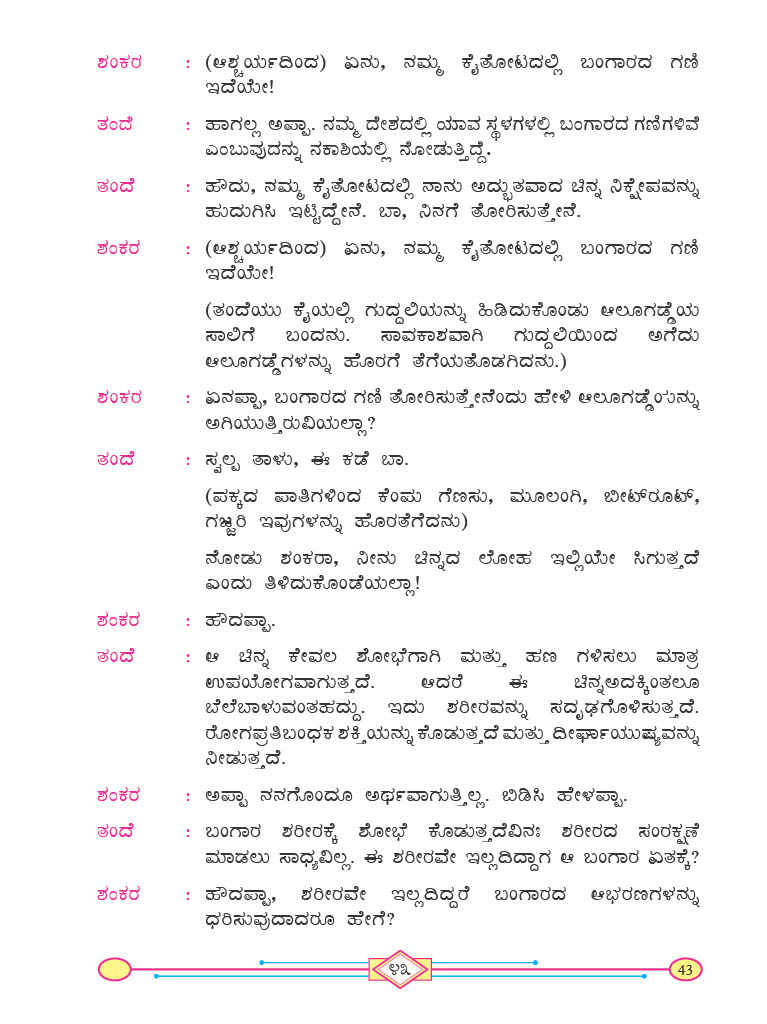 ಶಂಕರ : (ಆಶ್ಚರ್ಯದಿಂದ) ಏನು, ನಮ್ಮ ಕೈತೋಟದಲ್ಲಿ ಬಂಗಾರದ ಗಣಿ
ಇದೆಯೇ!
ತಂದೆ : ಹಾಗಲ್ಲ ಅಪ್ಪಾ. ನಮ್ಮ ದೇಶದಲ್ಲಿ ಯಾವ ಸ್ಥಳಗಳಲ್ಲಿ ಬಂಗಾರದ ಗಣಿಗಳಿವೆ
ಎಂಬುವುದನ್ನು ನಕಾಶಿಯಲ್ಲಿ ನೋಡುತ್ತಿದ್ದೆ.
ತಂದೆ : ಹೌದು, ನಮ್ಮ ಕೈತೋಟದಲ್ಲಿ ನಾನು ಅದ್ಭುತವಾದ ಚಿನ್ನ ನಿಕ್ಷೇಪವನ್ನು
ಹುದುಗಿಸಿ ಇಟ್ಟಿದ್ದೇನೆ. ಬಾ, ನಿನಗೆ ತೋರಿಸುತ್ತೇನೆ.
ಶಂಕರ : (ಆಶ್ಚರ್ಯದಿಂದ) ಏನು, ನಮ್ಮ ಕೈತೋಟದಲ್ಲಿ ಬಂಗಾರದ ಗಣಿ
ಇದೆಯೇ!
(ತಂದೆಯು ಕೈಯಲ್ಲಿ ಗುದ್ದಲಿಯನ್ನು ಹಿಡಿದುಕೊಂಡು ಆಲೂಗಡ್ಡೆಯ
ಸಾಲಿಗೆ ಬಂದನು. ಸಾವಕಾಶವಾಗಿ ಗುದ್ದಲಿಯಿಂದ ಅಗೆದು
ಆಲೂಗಡ್ಡೆಗಳನ್ನು ಹೊರಗೆ ತೆಗೆಯತೊಡಗಿದನು.)
ಶಂಕರ : ಏನಪ್ಪಾ, ಬಂಗಾರದ ಗಣಿ ತೋರಿಸುತ್ತೇನೆಂದು ಹೇಳಿ ಆಲೂಗಡ್ಡೆಯನ್ನು
ಅಗಿಯುತ್ತಿರುವಿಯಲ್ಲಾ?
ತಂದೆ : ಸ್ವಲ್ಪ ತಾಳು, ಈ ಕಡೆ ಬಾ.
(ಪಕ್ಕದ ಪಾತಿಗಳಿಂದ ಕೆಂಪು ಗೆಣಸು, ಮೂಲಂಗಿ, ಬೀಟ್‌ರೂಟ್,
ಗಜ್ಜರಿ ಇವುಗಳನ್ನು ಹೊರತೆಗೆದನು)
ನೋಡು ಶಂಕರಾ, ನೀನು ಚಿನ್ನದ ಲೋಹ ಇಲ್ಲಿಯೇ ಸಿಗುತ್ತದೆ
ಎಂದು ತಿಳಿದುಕೊಂಡೆಯಲ್ಲಾ!
ಶಂಕರ : ಹೌದಪ್ಪಾ.
ತಂದೆ : ಆ ಚಿನ್ನ ಕೇವಲ ಶೋಭೆಗಾಗಿ ಮತ್ತು ಹಣ ಗಳಿಸಲು ಮಾತ್ರ
ಉಪಯೋಗವಾಗುತ್ತದೆ. ಆದರೆ ಈ ಚಿನ್ನಅದಕ್ಕಿಂತಲೂ
ಬೆಲೆಬಾಳುವಂತಹದ್ದು. ಇದು ಶರೀರವನ್ನು ಸದೃಢಗೊಳಿಸುತ್ತದೆ.
ರೋಗಪ್ರತಿಬಂಧಕ ಶಕ್ತಿಯನ್ನು ಕೊಡುತ್ತದೆ ಮತ್ತು ದೀರ್ಘಾಯುಷ್ಯವನ್ನು
ನೀಡುತ್ತದೆ.
ಶಂಕರ : ಅಪ್ಪಾ ನನಗೊಂದೂ ಅರ್ಥವಾಗುತ್ತಿಲ್ಲ. ಬಿಡಿಸಿ ಹೇಳಪ್ಪಾ.
ತಂದೆ : ಬಂಗಾರ ಶರೀರಕ್ಕೆ ಶೋಭೆ ಕೊಡುತ್ತದೆವಿನಃ ಶರೀರದ ಸಂರಕ್ಷಣೆ
ಮಾಡಲು ಸಾಧ್ಯವಿಲ್ಲ. ಈ ಶರೀರವೇ ಇಲ್ಲದಿದ್ದಾಗ ಆ ಬಂಗಾರ ಏತಕ್ಕೆ?
ಶಂಕರ : ಹೌದಪ್ಪಾ, ಶರೀರವೇ ಇಲ್ಲದಿದ್ದರೆ ಬಂಗಾರದ ಆಭರಣಗಳನ್ನು
ಧರಿಸುವುದಾದರೂ ಹೇಗೆ?
೪೩
43